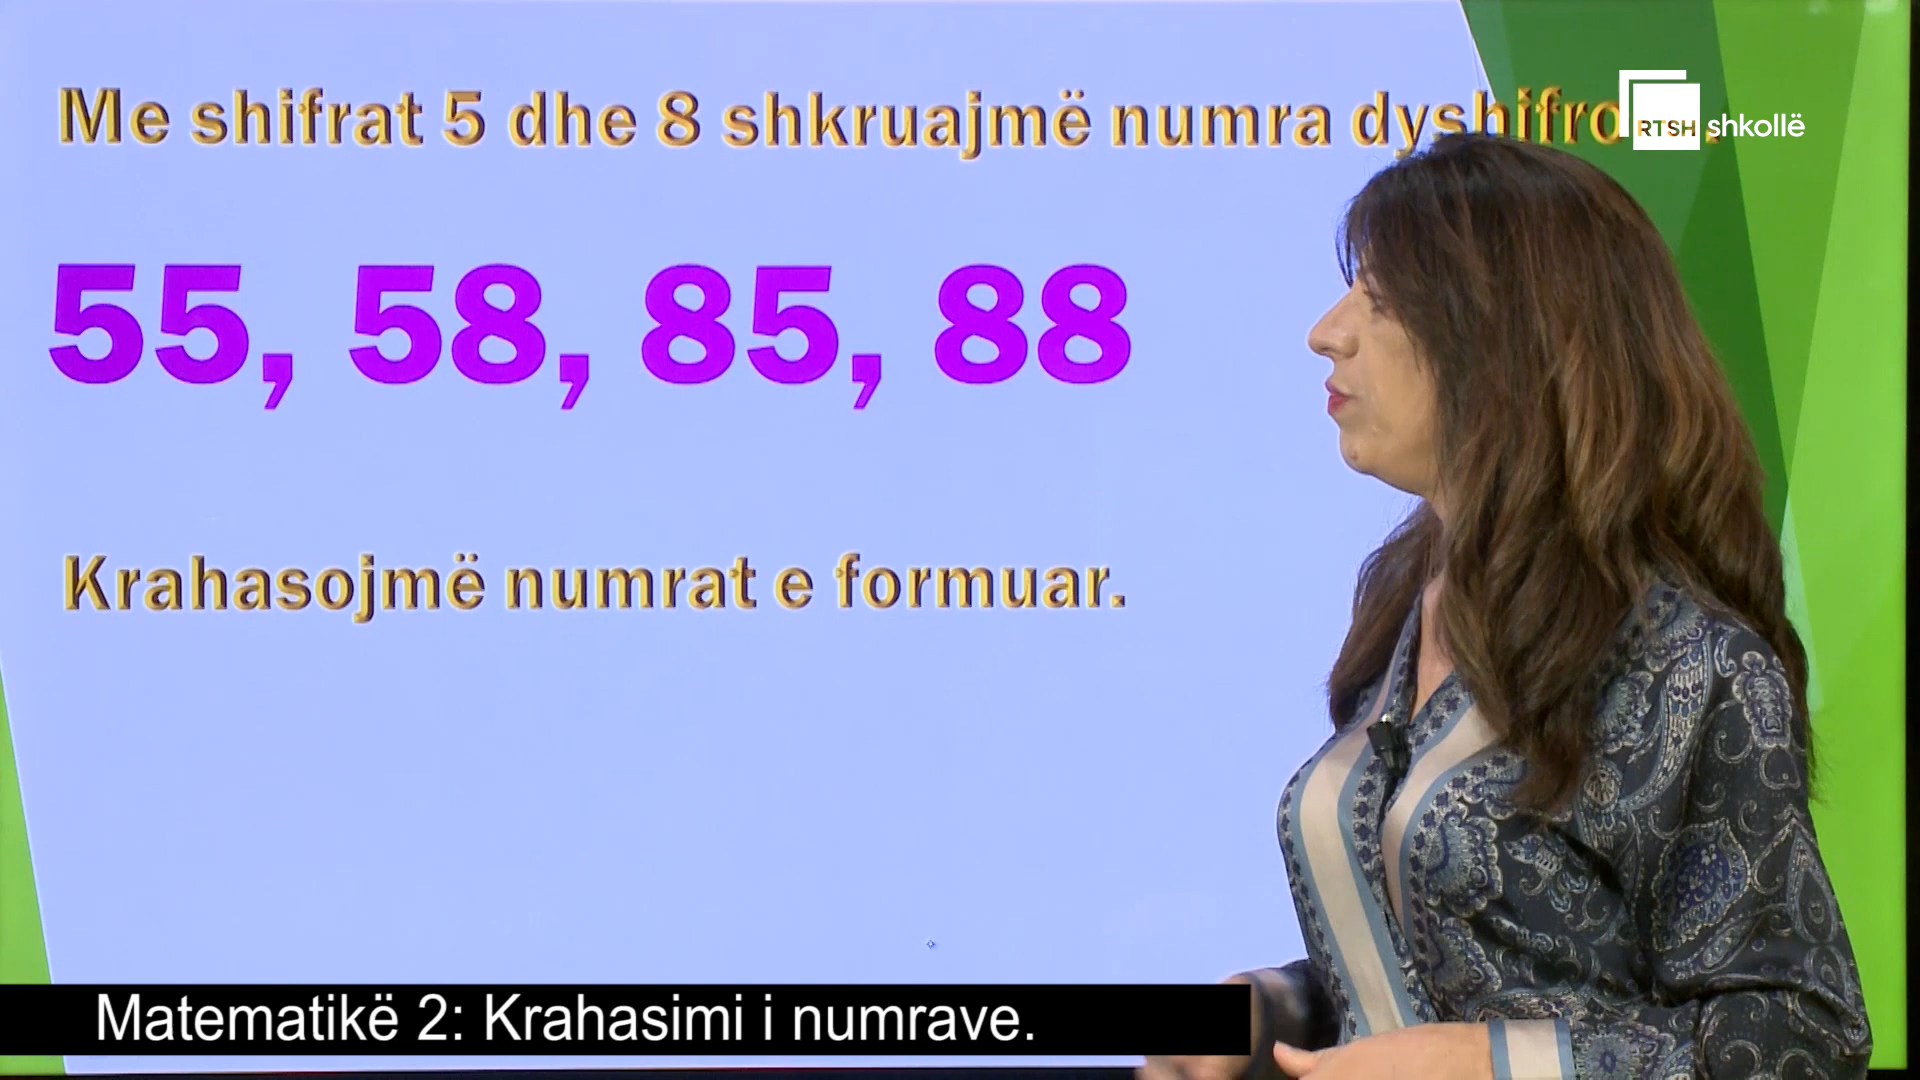 Me shifrat 5 dhe 8 shkruajmë numra
RTSH shkollë
55, 58, 85, 88
Krahasojmë numrat e formuar.
Matematikë 2: Krahasimi i numrave.